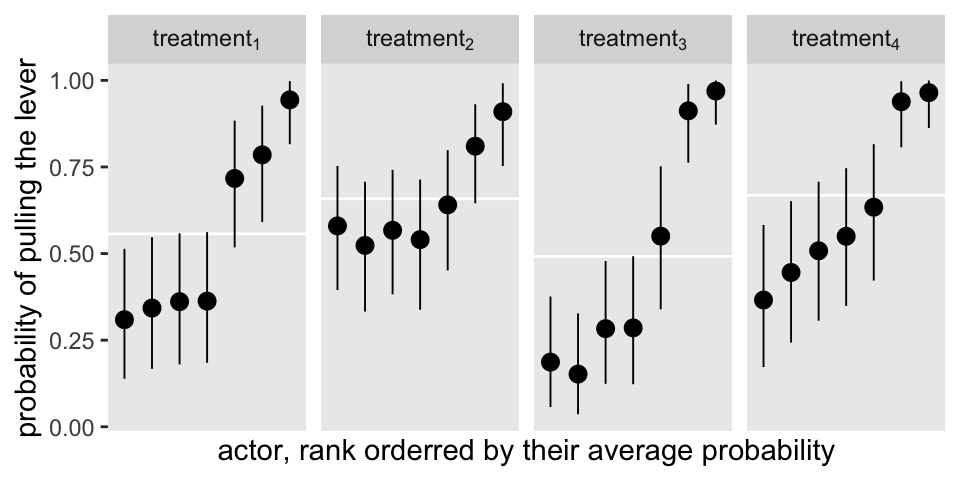 treatment₁ treatment₂ treatment₃ treatment₄
probability of pulling the lever
1.00
0.75
0.50
0.25
0.00
actor, rank orderred by their average probability